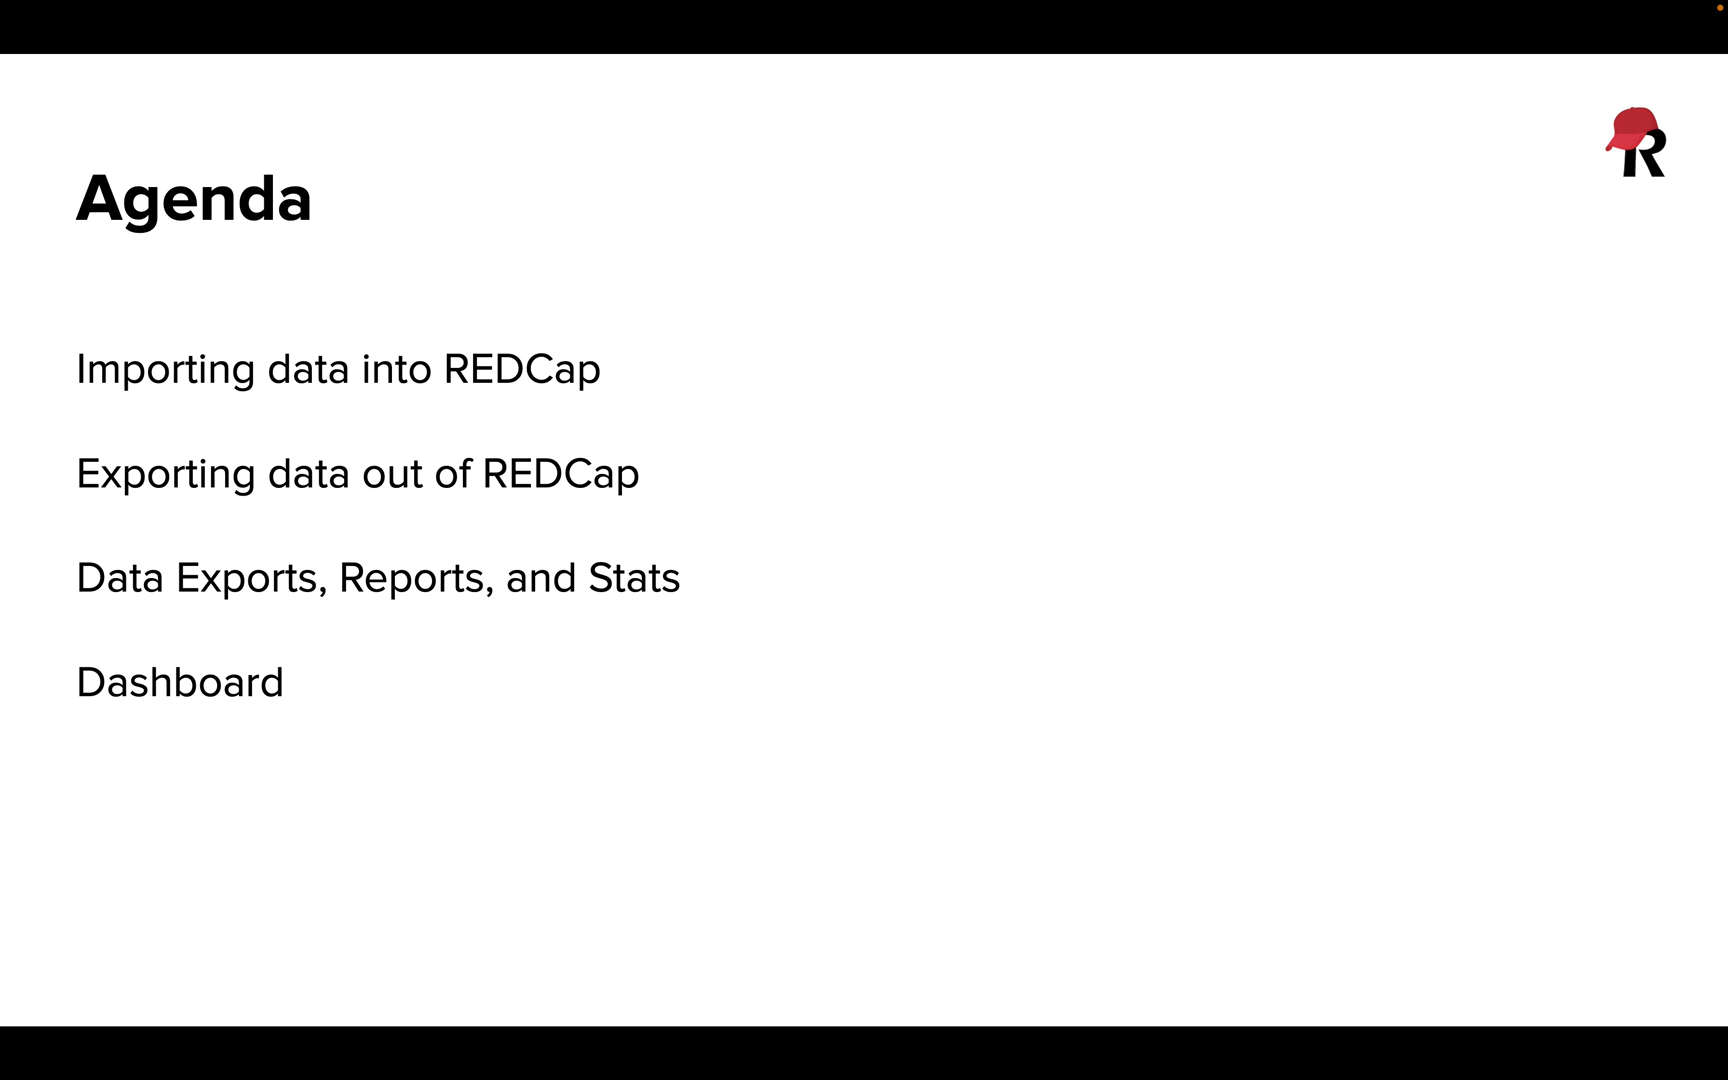 R
Agenda
Importing data into REDCap
Exporting data out of REDCap
Data Exports, Reports, and Stats
Dashboard